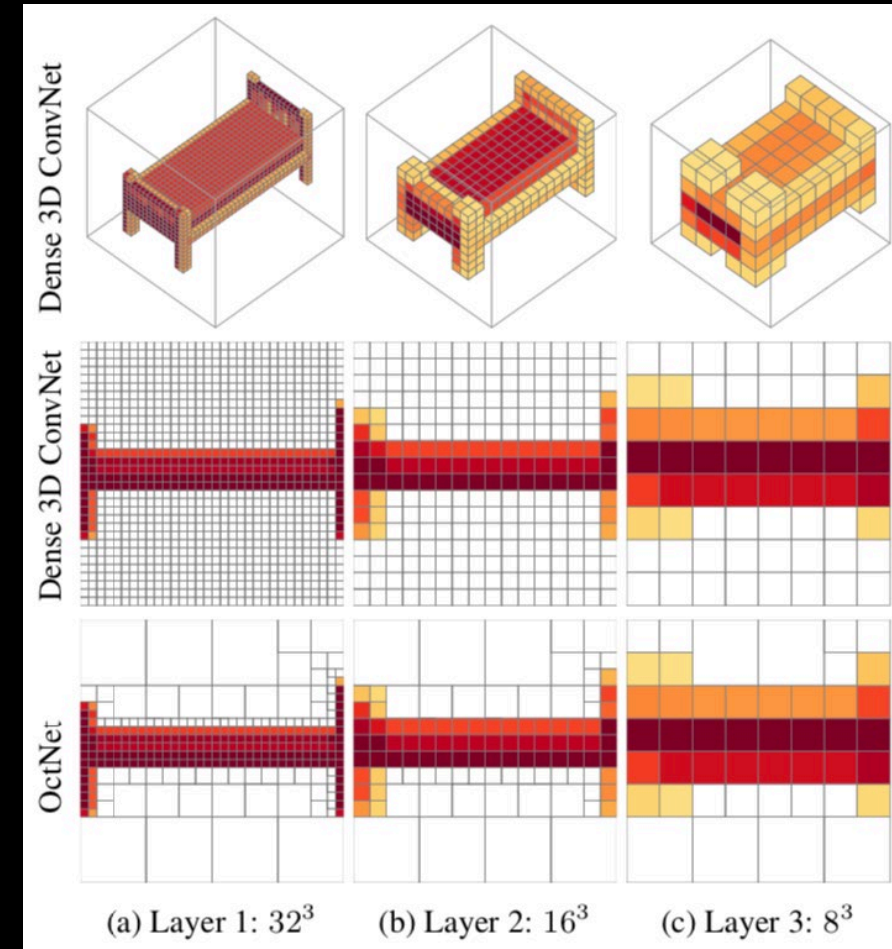 Dense 3D ConvNet
Dense 3D ConvNet
OctNet
(a) Layer 1: 32³
(b) Layer 2: 16³
(c) Layer 3: 8³